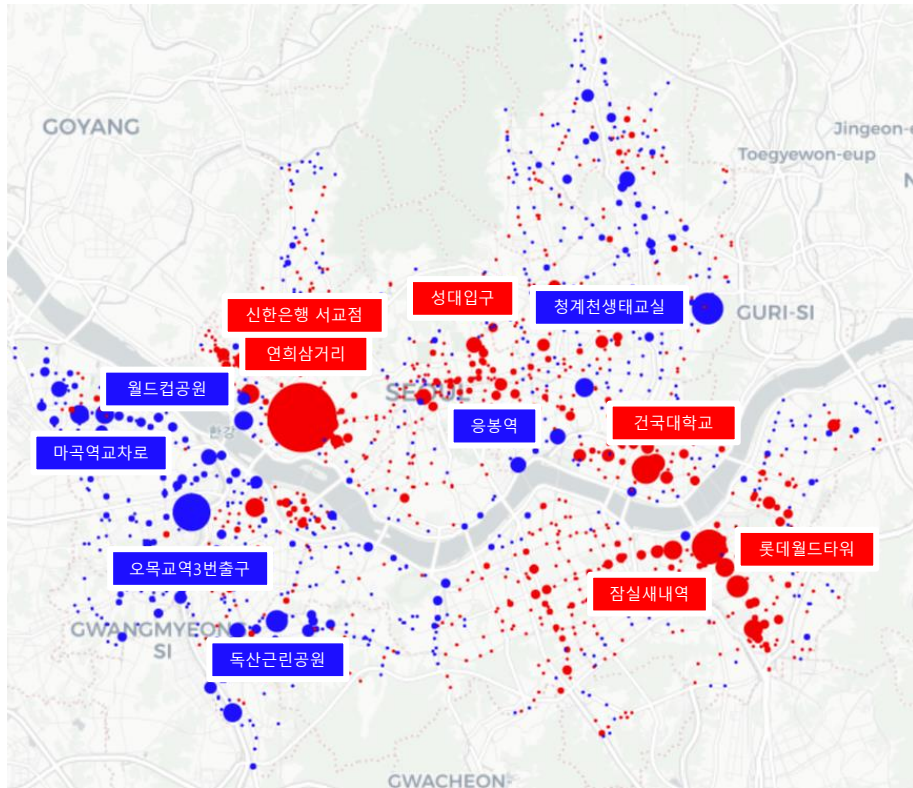 GOYANG
Jingeon-e
Toegyewon-eup
N
성대입구
신한은행 서교점
청계천생태교실
GURI-SI
연희삼거리
월드컵공원
SEOUL
한강
응봉역
건국대학교
마곡역교차로
롯데월드타워
오목교역3번출구
잠실새내역
GWANGMYEONG-
SI
독산근린공원
GWACHEON-